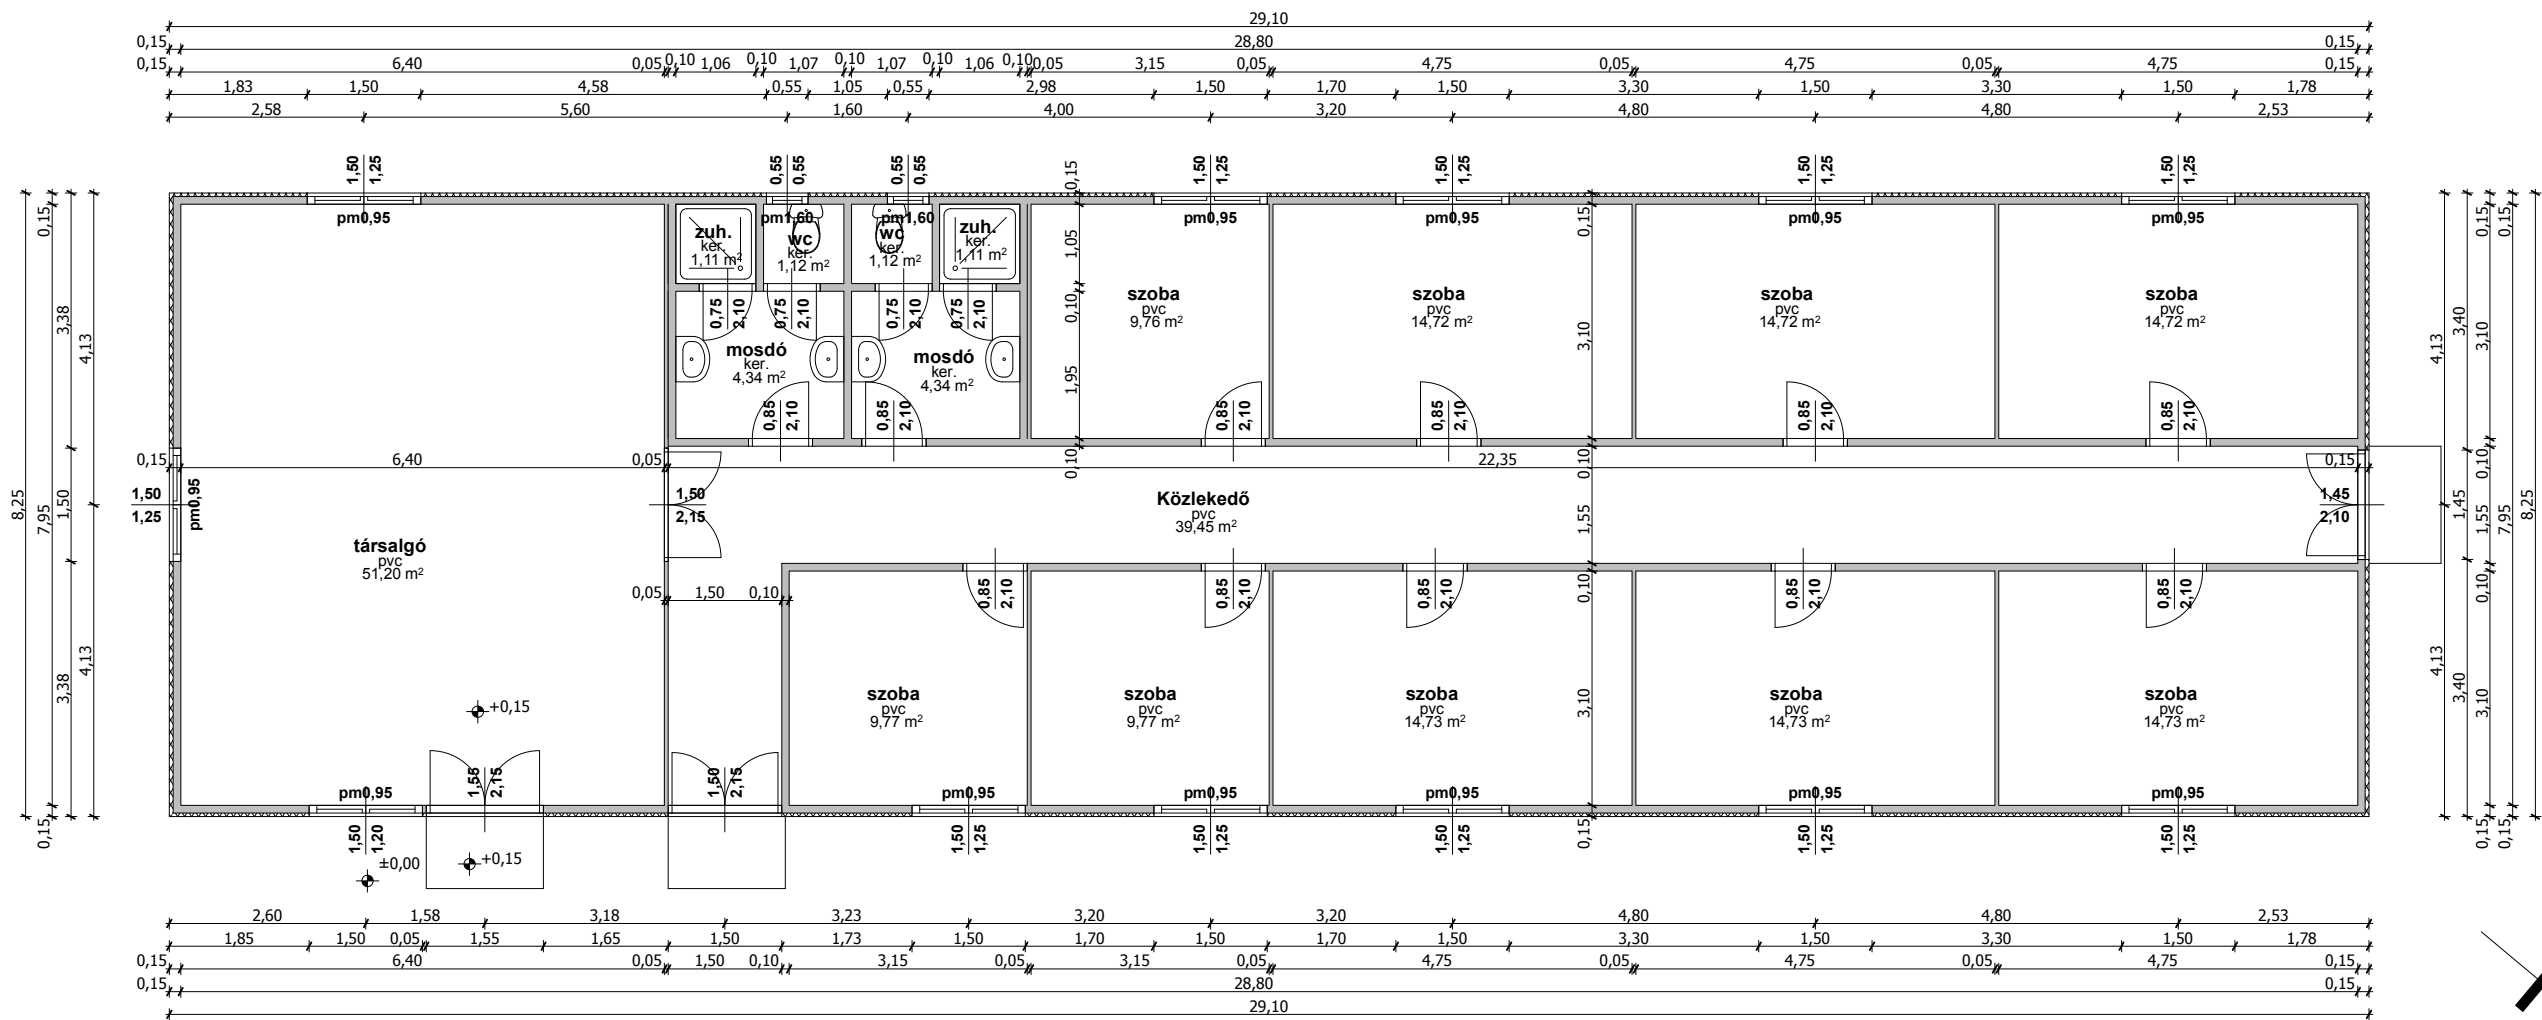 29,10
0,15 28,80 0,15
0,15 6,40 0,05 0,10 1,06 0,10 1,07 0,10 1,07 0,10 1,06 0,10 0,05 3,15 0,05 4,75 0,05 4,75 0,05 4,75 0,15
1,83 1,50 4,58 0,55 1,05 0,55 2,98 1,50 1,70 1,50 3,30 1,50 3,30 1,50 1,78
2,58 5,60 1,60 4,00 3,20 4,80 4,80 2,53
1,50 1,25
0,55 0,55
0,55 0,55
1,50 1,25
1,50 1,25
1,50 1,25
1,50 1,25
pm0,95 pm1,60 pm1,60 pm0,95 pm0,95 pm0,95 pm0,95
zuh.
ker.
1,11 m²
wc
ker.
1,12 m²
wc
ker.
1,12 m²
zuh.
ker.
1,11 m²
0,75 2,10
0,75 2,10
0,75 2,10
0,75 2,10
mosdó
ker.
4,34 m²
mosdó
ker.
4,34 m²
szoba
pvc
9,76 m²
szoba
pvc
14,72 m²
szoba
pvc
14,72 m²
szoba
pvc
14,72 m²
0,15 1,05 0,10 1,95 0,10
0,15 3,10 0,10 1,55 0,10 3,10 0,15
0,85 2,10
0,85 2,10
0,85 2,10
0,85 2,10
0,85 2,10
0,85 2,10
0,15 6,40 0,05 22,35 0,15
1,50
1,25
pm0,95
1,50
2,15
Közlekedő
pvc
39,45 m²
1,45
2,10
társalgó
pvc
51,20 m²
0,05 1,50 0,10
0,85 2,10
0,85 2,10
0,85 2,10
0,85 2,10
0,85 2,10
szoba
pvc
9,77 m²
szoba
pvc
9,77 m²
szoba
pvc
14,73 m²
szoba
pvc
14,73 m²
szoba
pvc
14,73 m²
+0,15
1,55 2,15
1,50 2,15
pm0,95 pm0,95 pm0,95 pm0,95 pm0,95 pm0,95
1,50 1,20
1,50 1,25
1,50 1,25
1,50 1,25
1,50 1,25
1,50 1,25
±0,00
+0,15
8,25
0,15 7,95 0,15
3,38 1,50 3,38
4,13 4,13
4,13 4,13
3,40 1,45 3,40
0,15 3,10 0,10 1,55 0,10 3,10 0,15
0,15 7,95 0,15
8,25
2,60 1,58 3,18 3,23 3,20 3,20 4,80 4,80 2,53
1,85 1,50 0,05 1,55 1,65 1,50 1,73 1,50 1,70 1,50 1,70 1,50 3,30 1,50 3,30 1,50 1,78
0,15 6,40 0,05 1,50 0,10 3,15 0,05 3,15 0,05 4,75 0,05 4,75 0,05 4,75 0,15
0,15 28,80 0,15
29,10